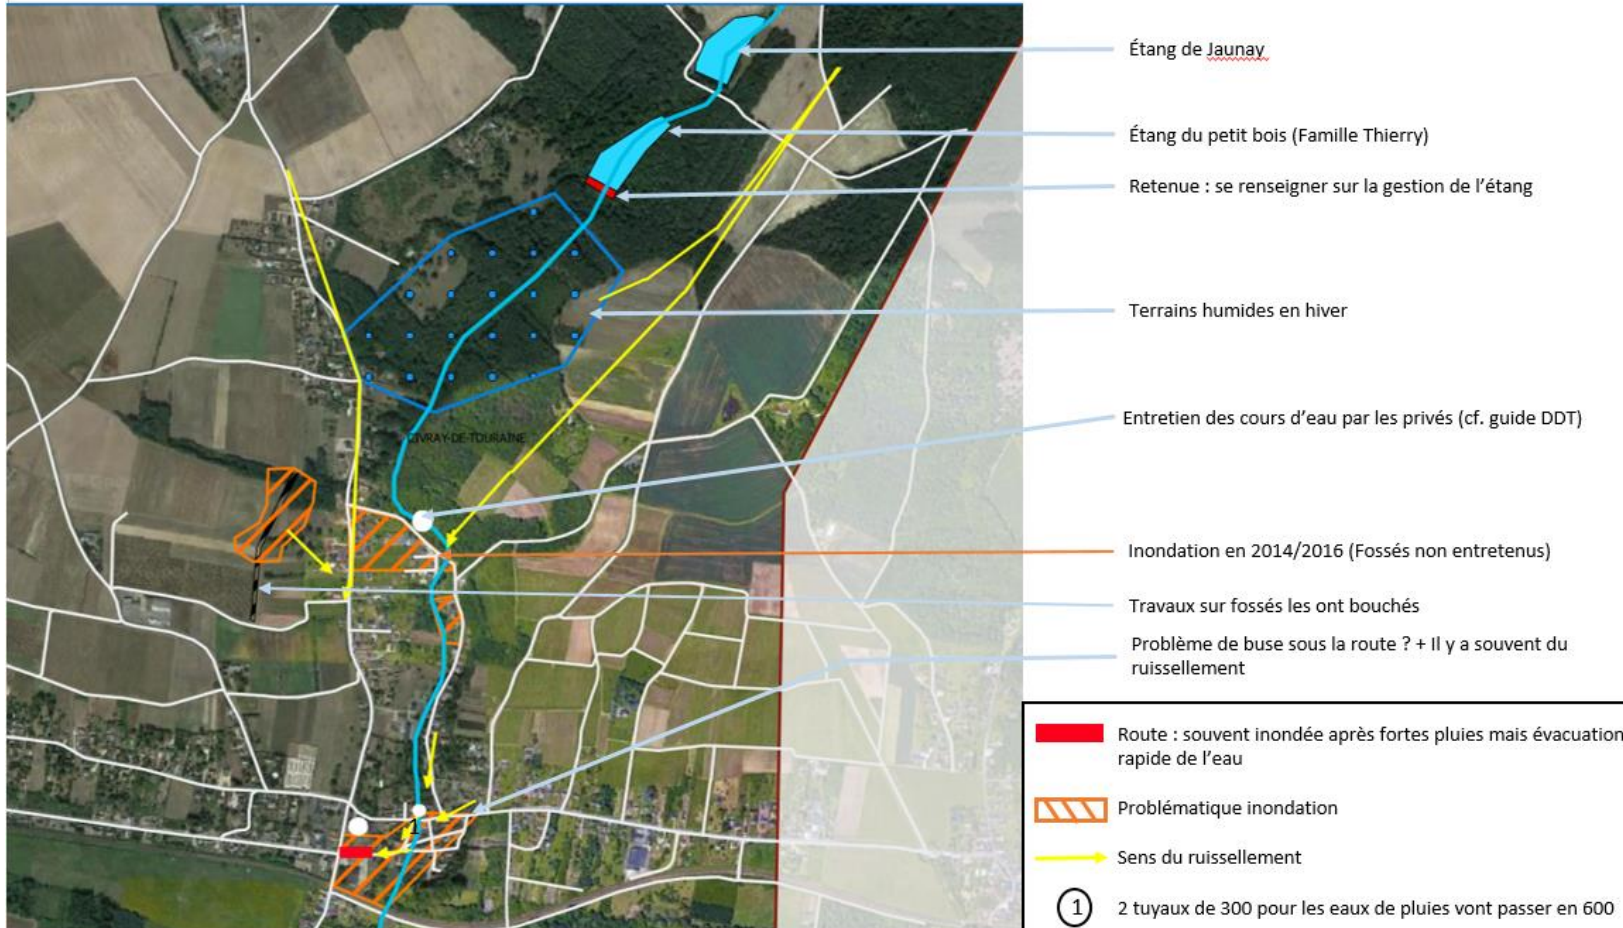 Étang de Jaunay
Étang du petit bois (Famille Thierry)
Retenue : se renseigner sur la gestion de l'étang
Terrains humides en hiver
Entretien des cours d'eau par les privés (cf. guide DDT)
CIVRAY-DE-TOURAINE
Inondation en 2014/2016 (Fossés non entretenus)
Travaux sur fossés les ont bouchés
Problème de buse sous la route ? + Il y a souvent du
ruissellement
1
Route : souvent inondée après fortes pluies mais évacuation
rapide de l'eau
Problématique inondation
Sens du ruissellement
1 2 tuyaux de 300 pour les eaux de pluies vont passer en 600